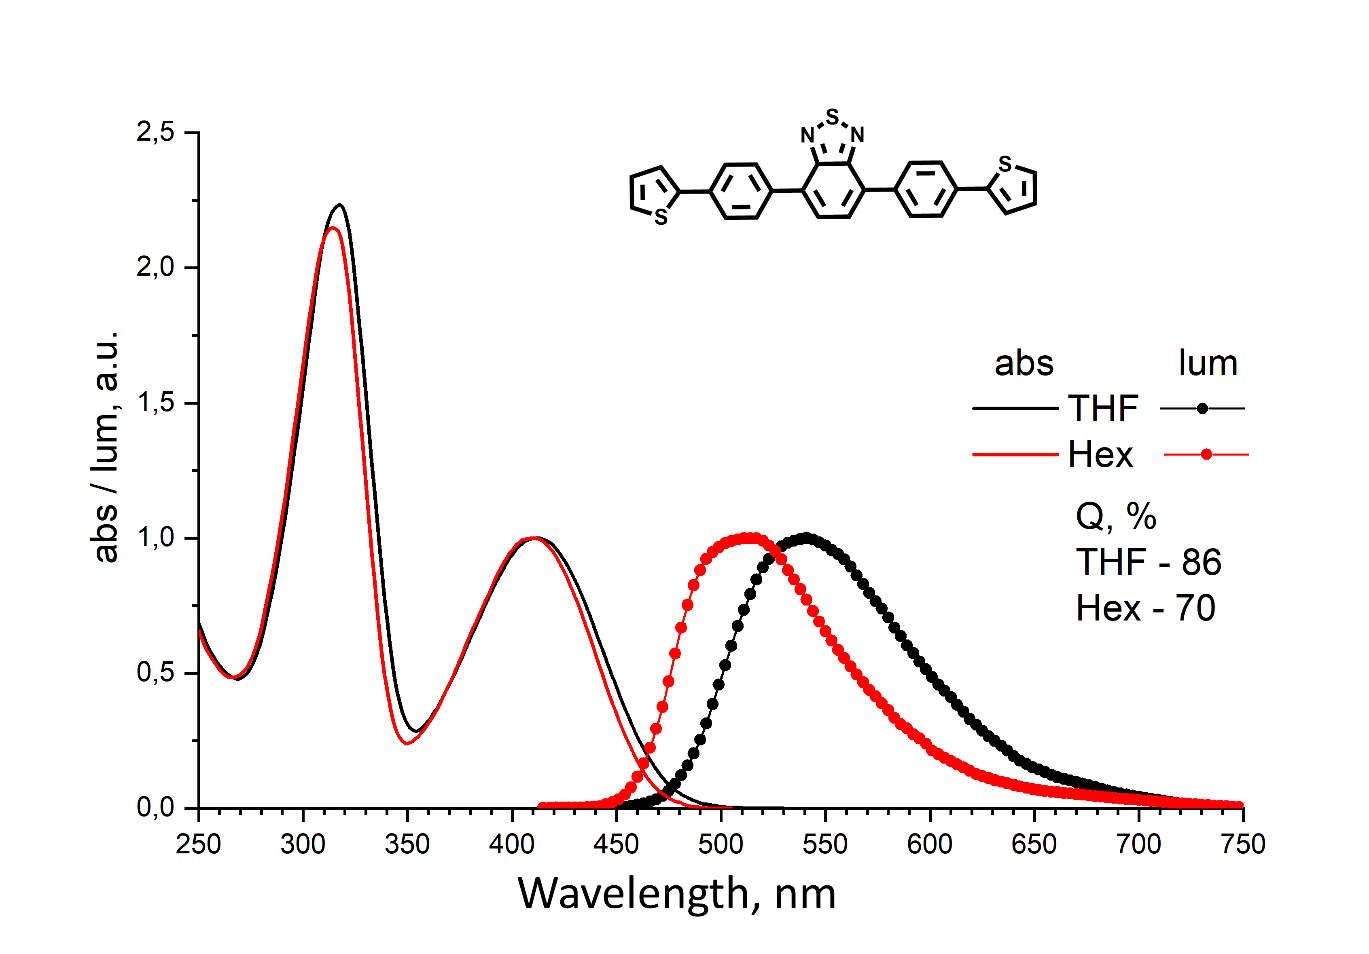 S
N N
S
S
2,5
2,0
1,5
1,0
0,5
0,0
abs / lum, a.u.
abs lum
THF
Hex
Q, %
THF - 86
Hex - 70
250 300 350 400 450 500 550 600 650 700 750
Wavelength, nm